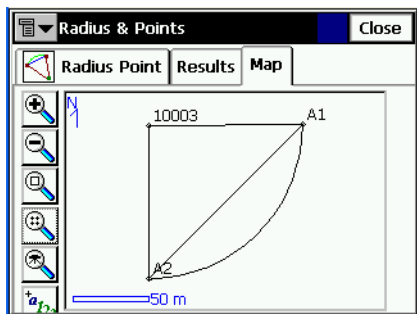 Radius & Points Close
Radius Point Results Map
N
10003 A1
A2
50 m